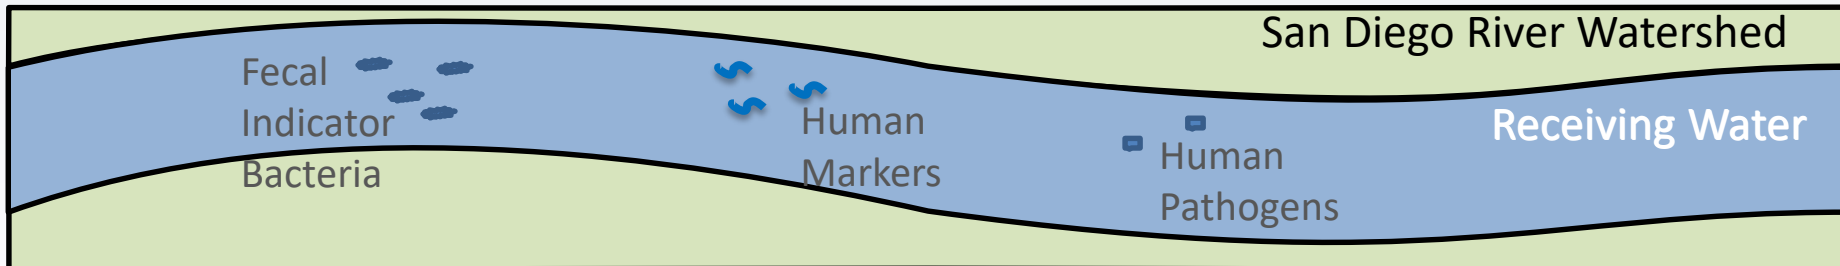 San Diego River Watershed
Fecal
Indicator
Bacteria
Human
Markers
Human
Pathogens
Receiving Water